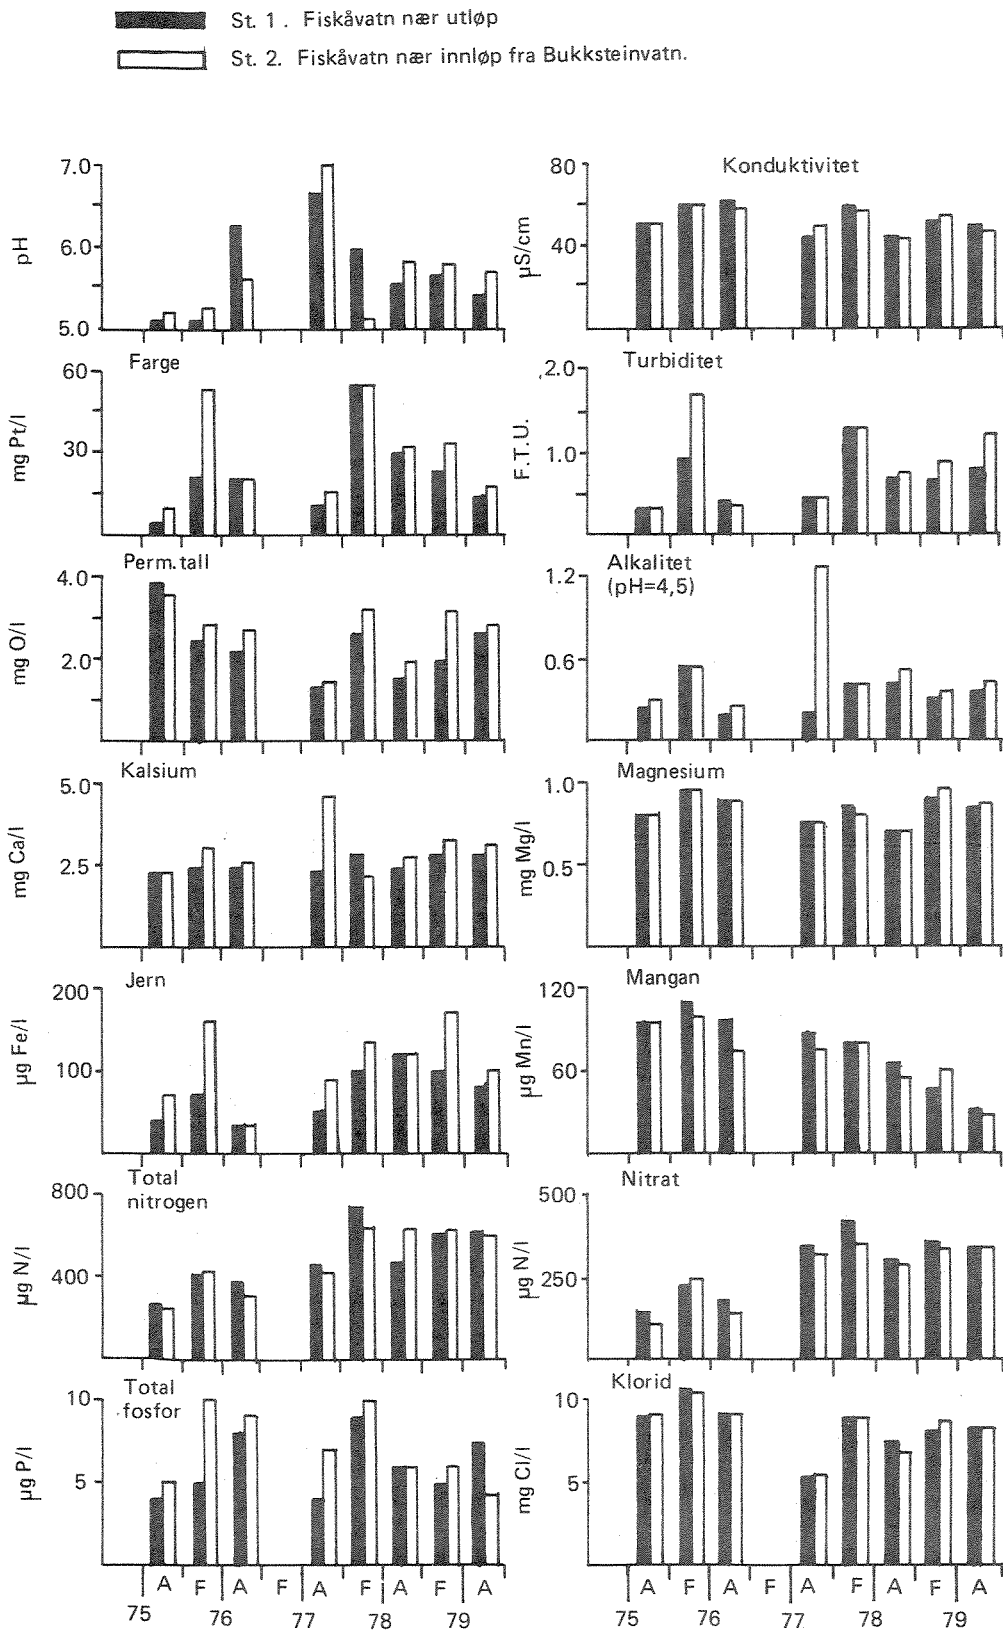 St. 1. Fiskåvatn nær utløp
St. 2. Fiskåvatn nær innløp fra Bukksteinvatn.
7.0
6.0
5.0
pH
Konduktivitet
80
40
µS/cm
Farge
60
30
mg Pt/l
Turbiditet
2.0
1.0
F.T.U.
Perm.tall
4.0
2.0
mg O/l
Alkalitet
(pH=4,5)
1.2
0.6
Kalsium
5.0
2.5
mg Ca/l
Magnesium
1.0
0.5
mg Mg/l
Jern
200
100
µg Fe/l
Mangan
120
60
µg Mn/l
Total
nitrogen
800
400
µg N/l
Nitrat
500
250
µg N/l
Total
fosfor
10
5
µg P/l
Klorid
10
5
mg Cl/l
A F A F A F A F A
75 76 77 78 79
A F A F A F A F A
75 76 77 78 79